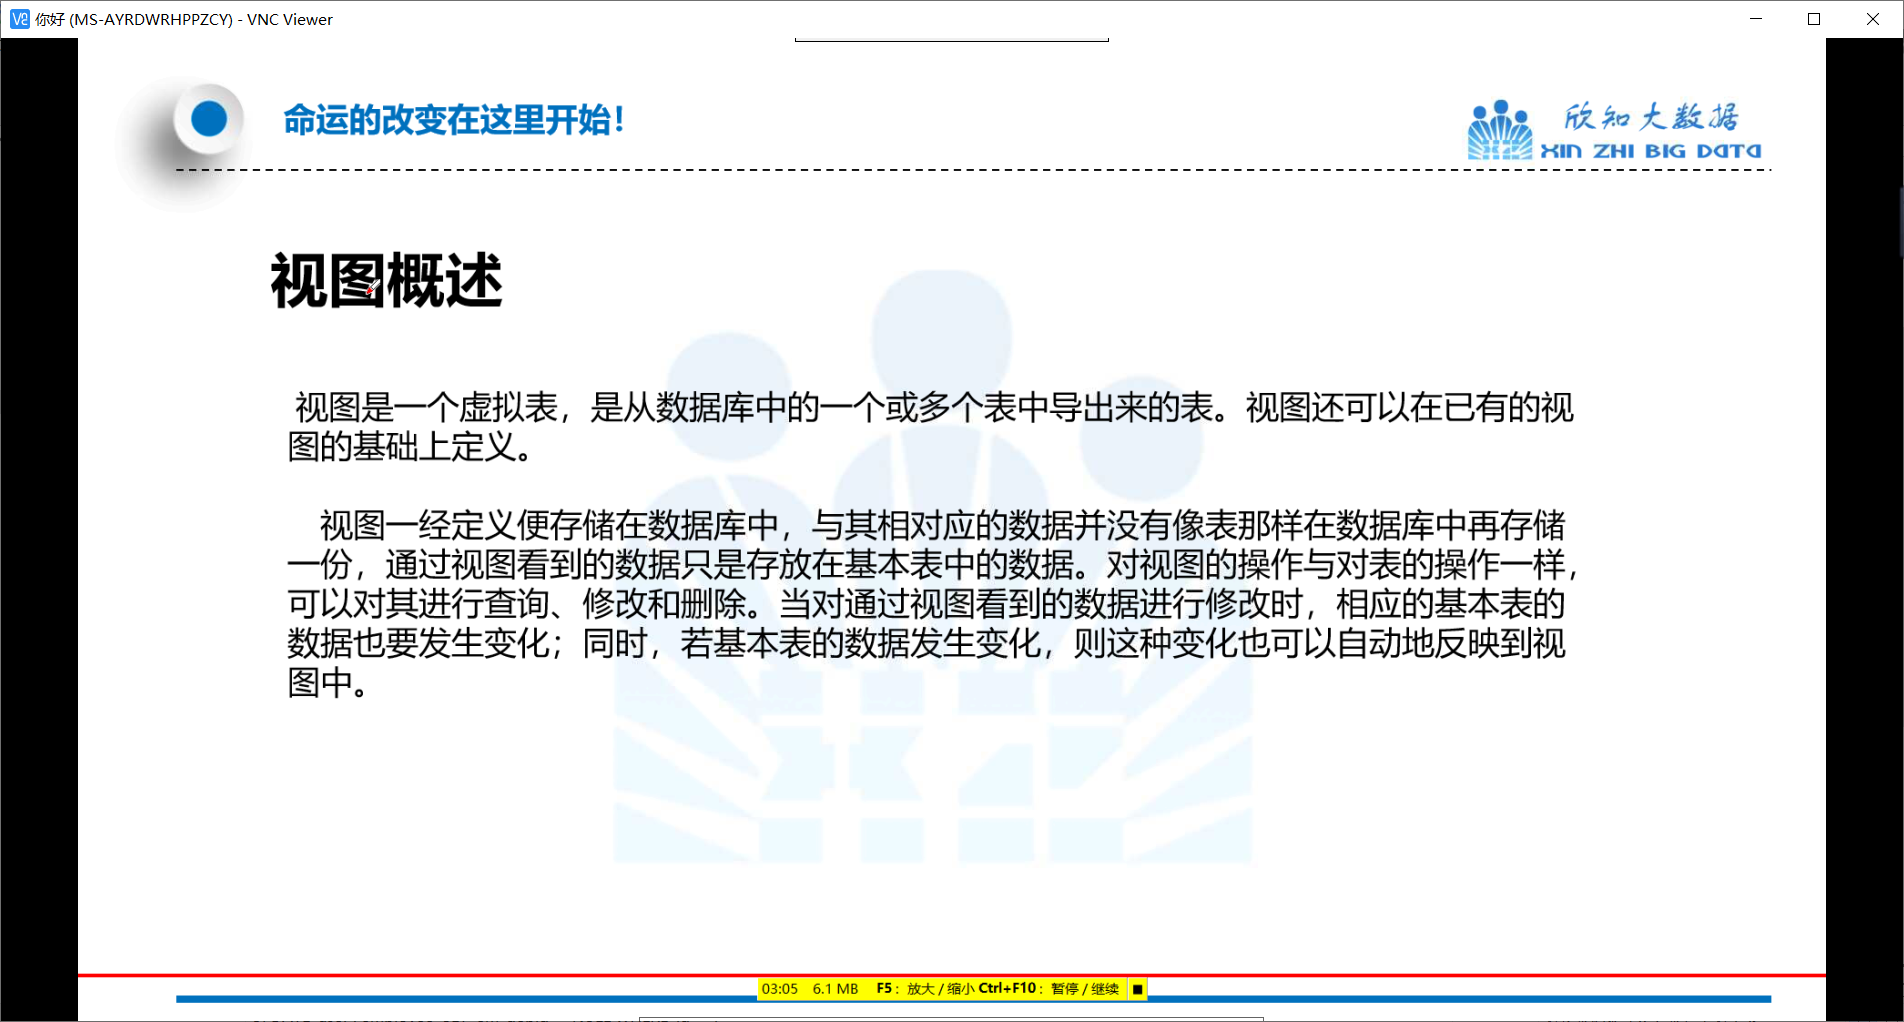 你好 (MS-AYRDWRHPPZCY) - VNC Viewer
命运的改变在这里开始！
欣知大数据
XIN ZHI BIG DATA
视图概述
视图是一个虚拟表，是从数据库中的一个或多个表中导出来的表。视图还可以在已有的视
图的基础上定义。
视图一经定义便存储在数据库中，与其相对应的数据并没有像表那样在数据库中再存储
一份，通过视图看到的数据只是存放在基本表中的数据。对视图的操作与对表的操作一样，
可以对其进行查询、修改和删除。当对通过视图看到的数据进行修改时，相应的基本表的
数据也要发生变化；同时，若基本表的数据发生变化，则这种变化也可以自动地反映到视
图中。
03:05 6.1 MB F5：放大 / 缩小 Ctrl+F10：暂停 / 继续